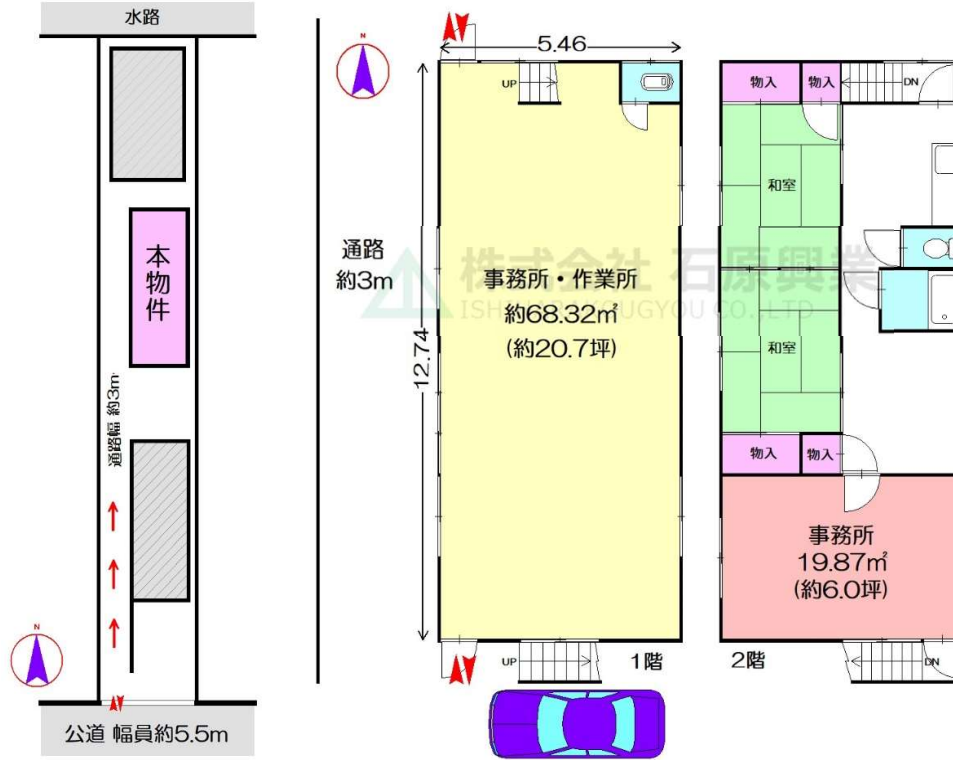 水路
本物件
通路幅 約3m
N
公道 幅員約5.5m
N
通路
約3m
5.46
12.74
UP
事務所・作業所
約68.32㎡
(約20.7坪)
UP
1階
株式会社 石原興業
ISHIHARAKOUGYOU CO.,LTD
物入
物入
DN
和室
和室
物入
物入
事務所
19.87㎡
(約6.0坪)
2階
DN